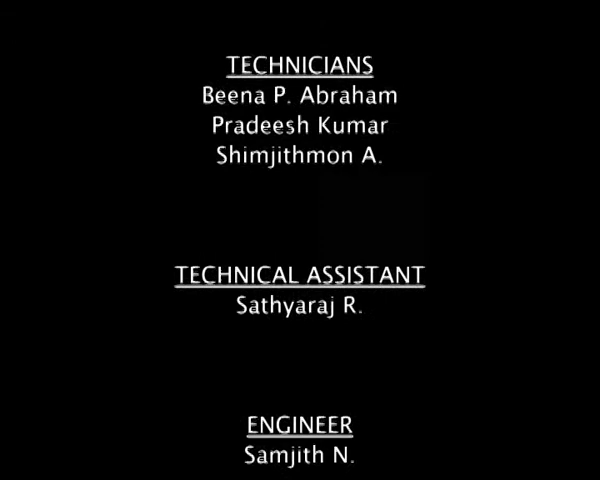 TECHNICIANS
Beena P. Abraham
Pradeesh Kumar
Shimjithmon A.
TECHNICAL ASSISTANT
Sathyaraj R.
ENGINEER
Samjith N.